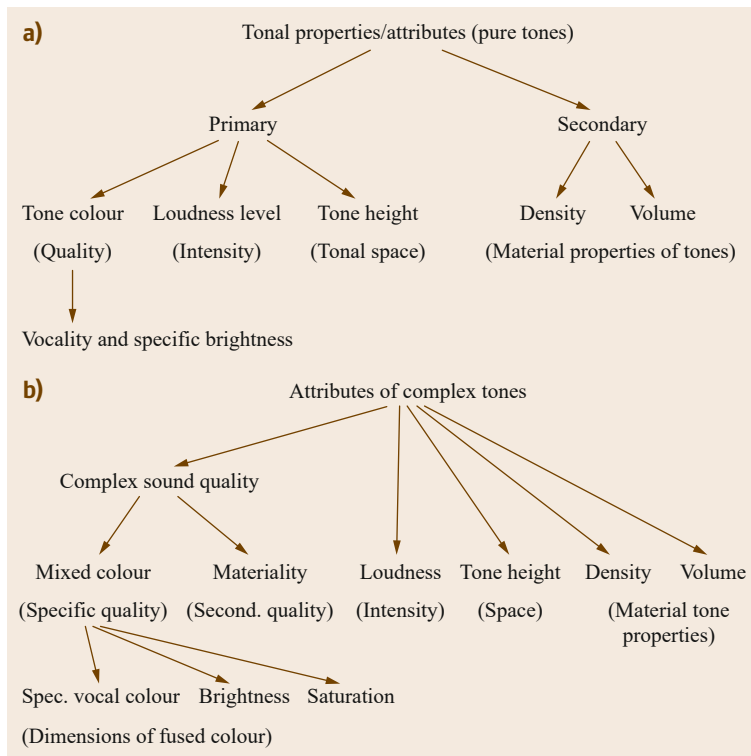 a) Tonal properties/attributes (pure tones)
Primary Secondary
Tone colour Loudness level Tone height Density Volume
(Quality) (Intensity) (Tonal space) (Material properties of tones)
Vocality and specific brightness
b) Attributes of complex tones
Complex sound quality
Mixed colour Materiality Loudness Tone height Density Volume
(Specific quality) (Second. quality) (Intensity) (Space) (Material tone
properties)
Spec. vocal colour Brightness Saturation
(Dimensions of fused colour)